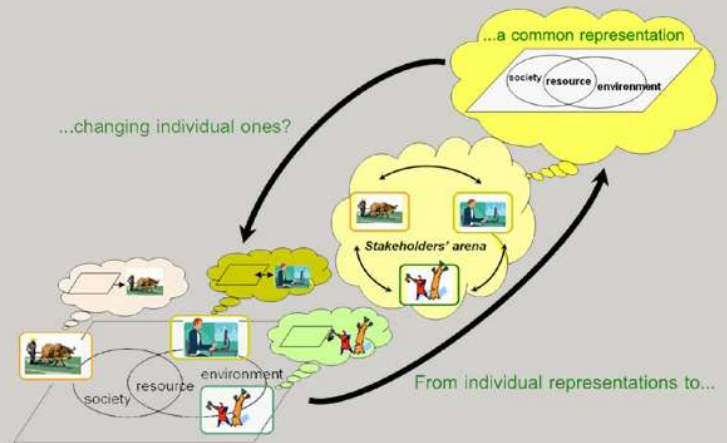 ...a common representation
society
resource
environment
...changing individual ones?
Stakeholders' arena
environment
resource
society
From individual representations to...